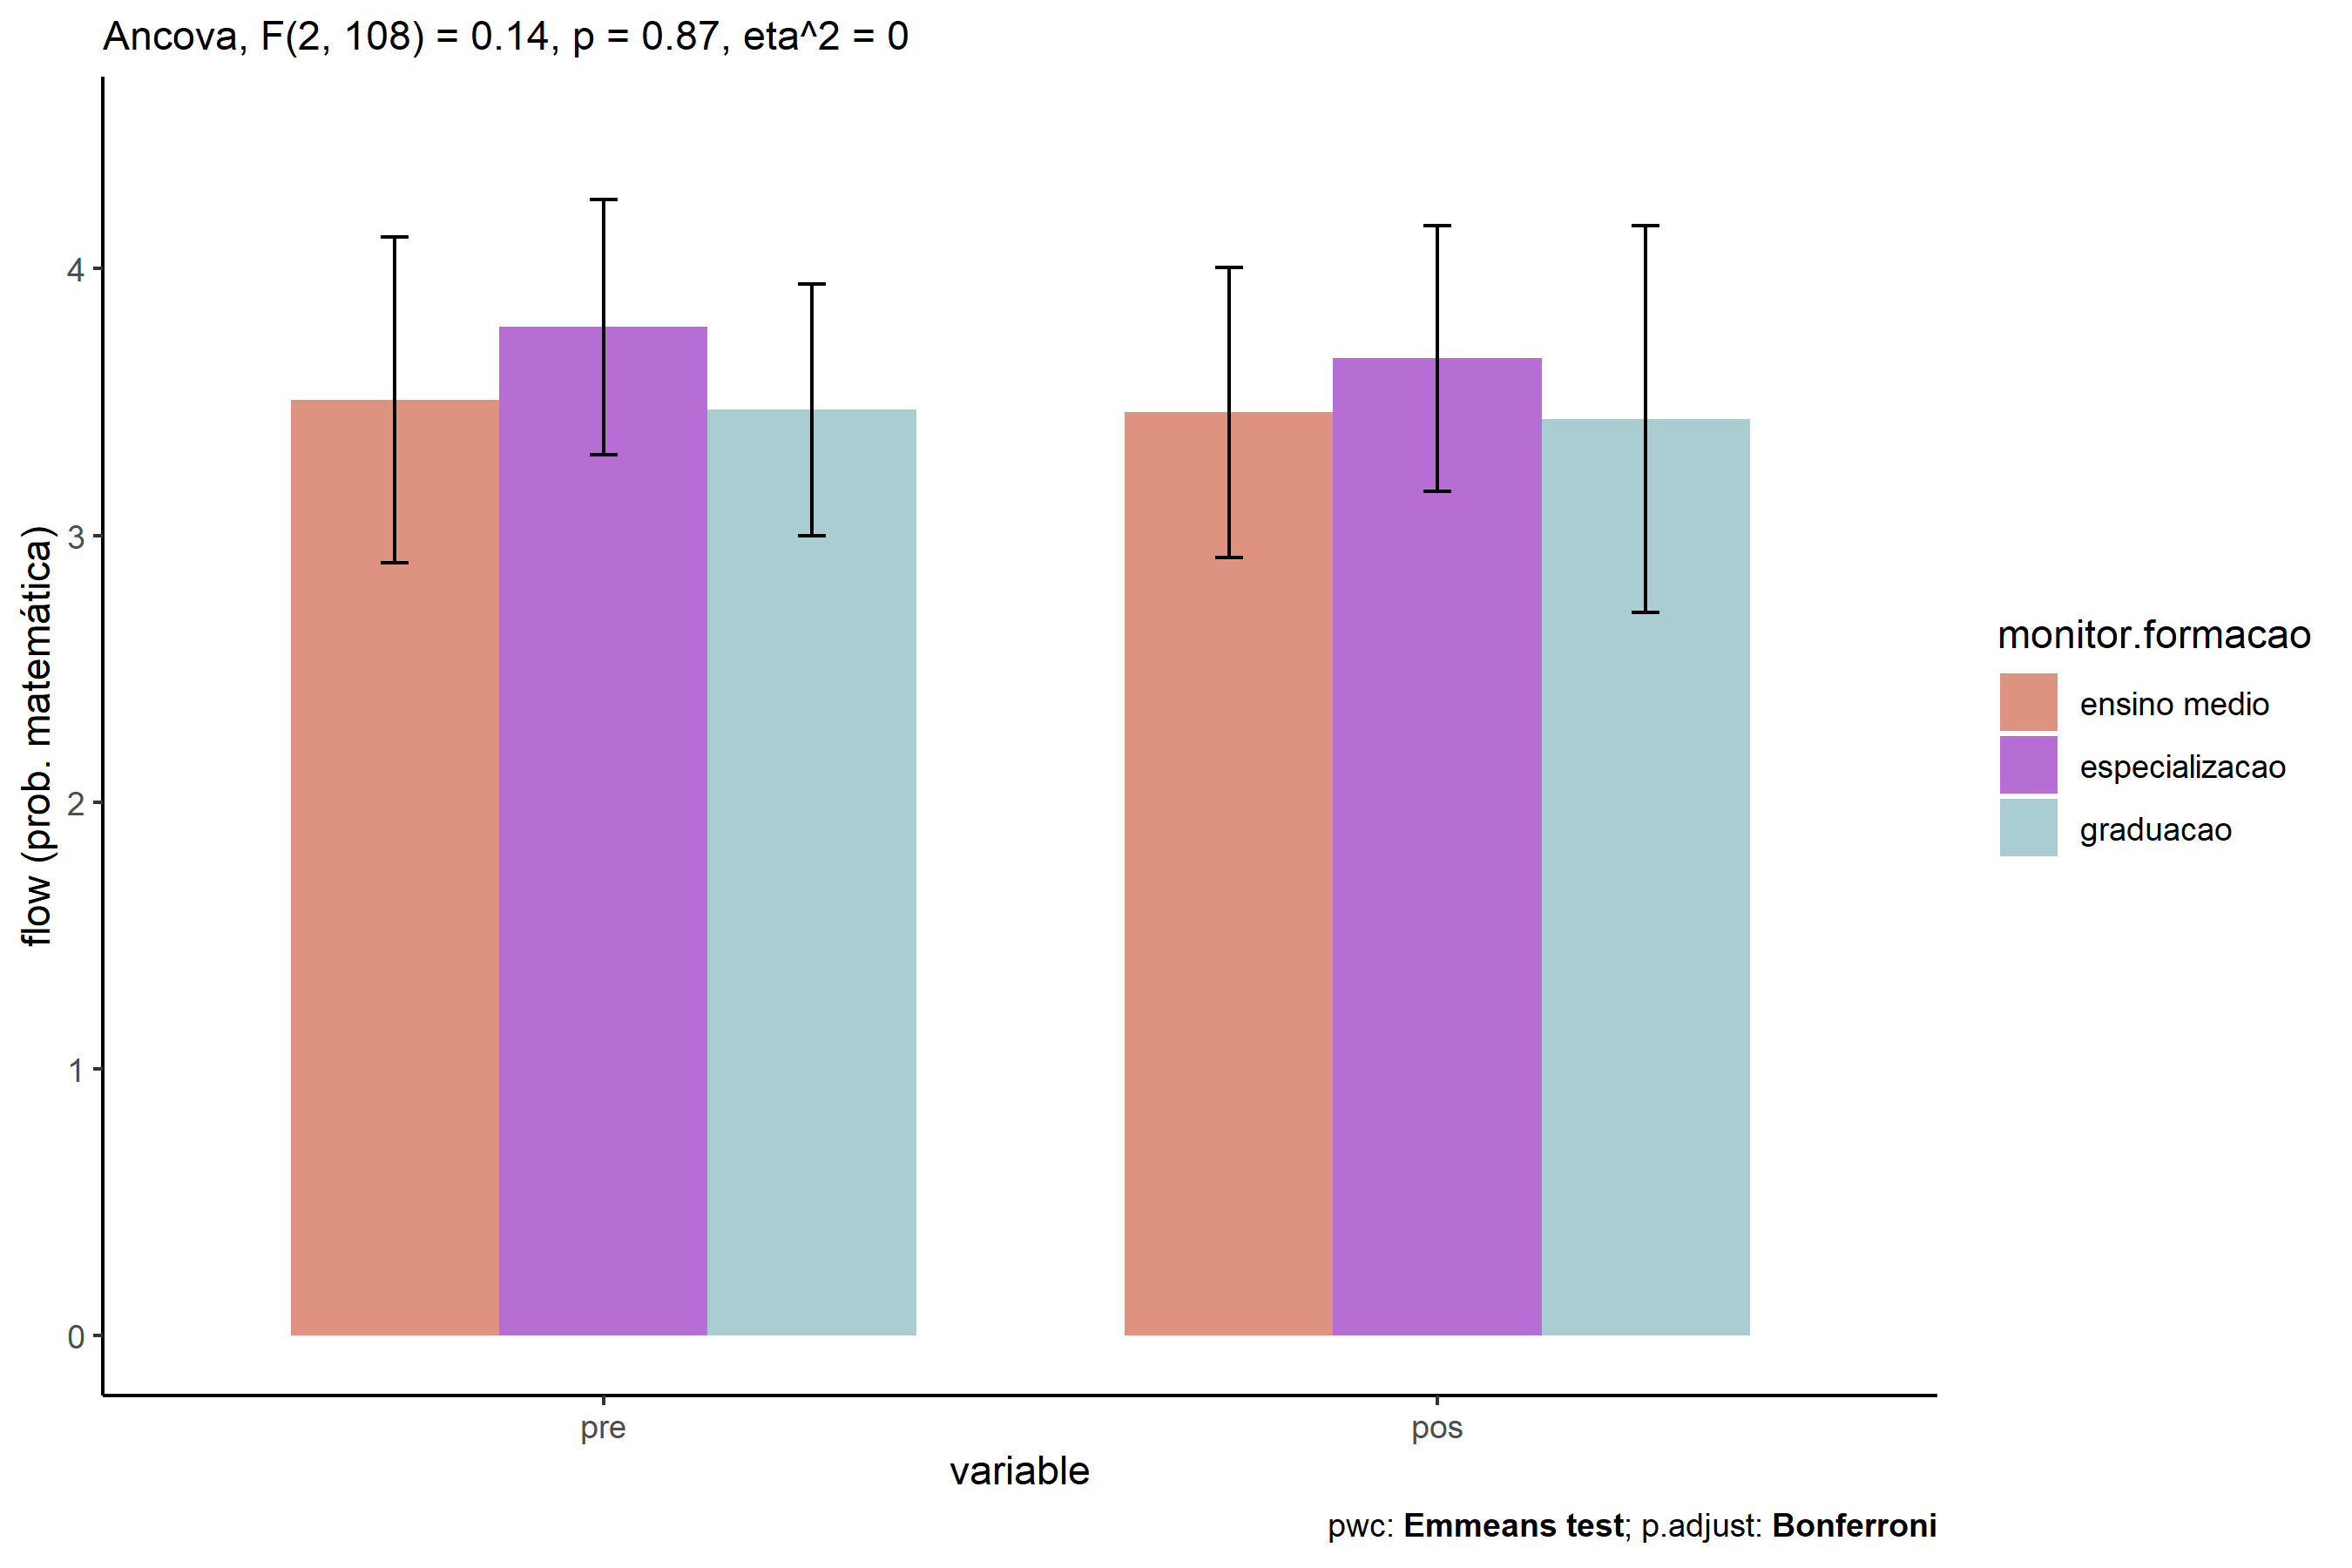 Ancova, F(2, 108) = 0.14, p = 0.87, eta^2 = 0
flow (prob. matemática)
4
3
2
1
0
pre
pos
variable
monitor.formacao
ensino medio
especializacao
graduacao
pwc: Emmeans test; p.adjust: Bonferroni